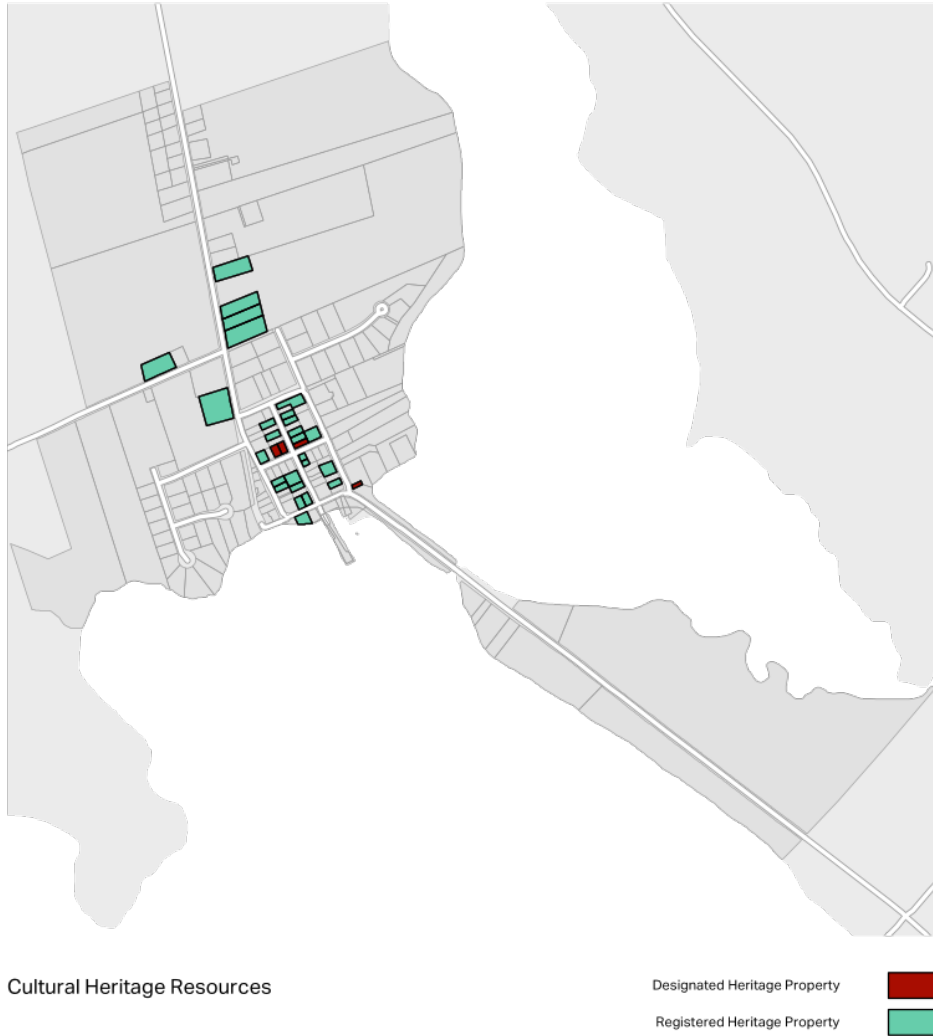 Cultural Heritage Resources
Designated Heritage Property
Registered Heritage Property